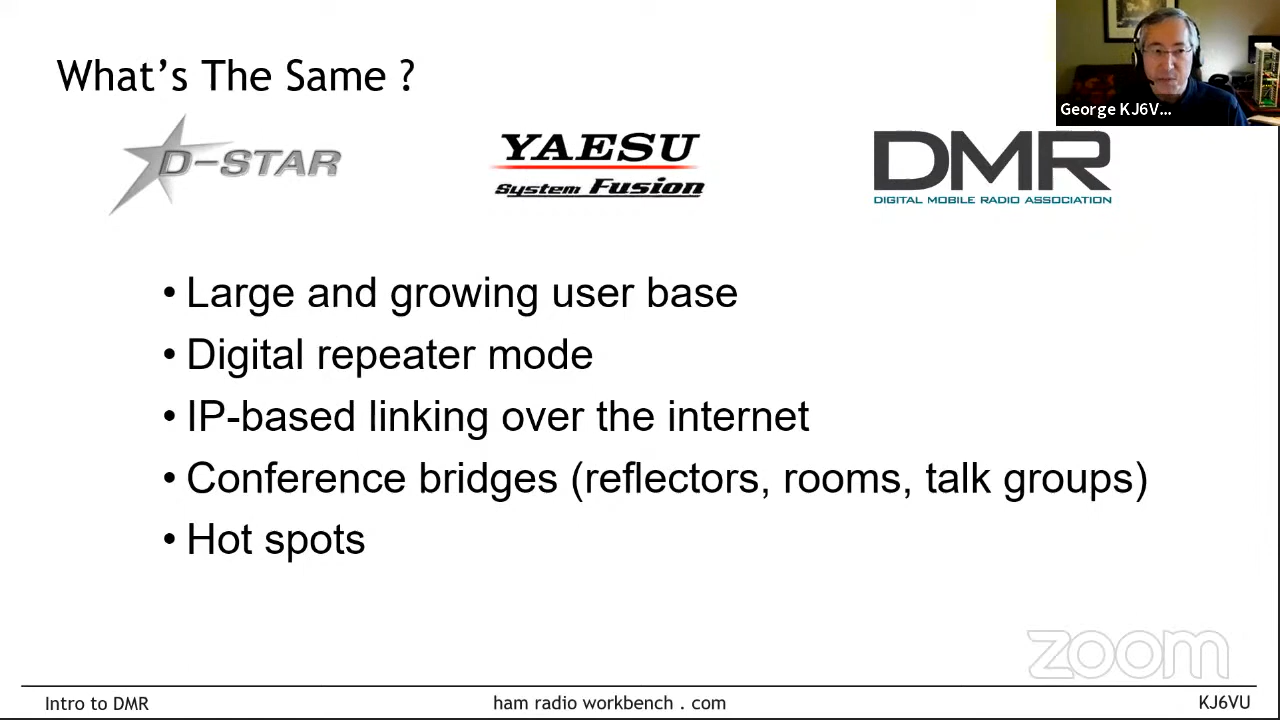 What's The Same ?
George KJ6V...
D-STAR
YAESU
System Fusion
DMR
DIGITAL MOBILE RADIO ASSOCIATION
• Large and growing user base
• Digital repeater mode
• IP-based linking over the internet
• Conference bridges (reflectors, rooms, talk groups)
• Hot spots
zoom
Intro to DMR
ham radio workbench . com
KJ6VU